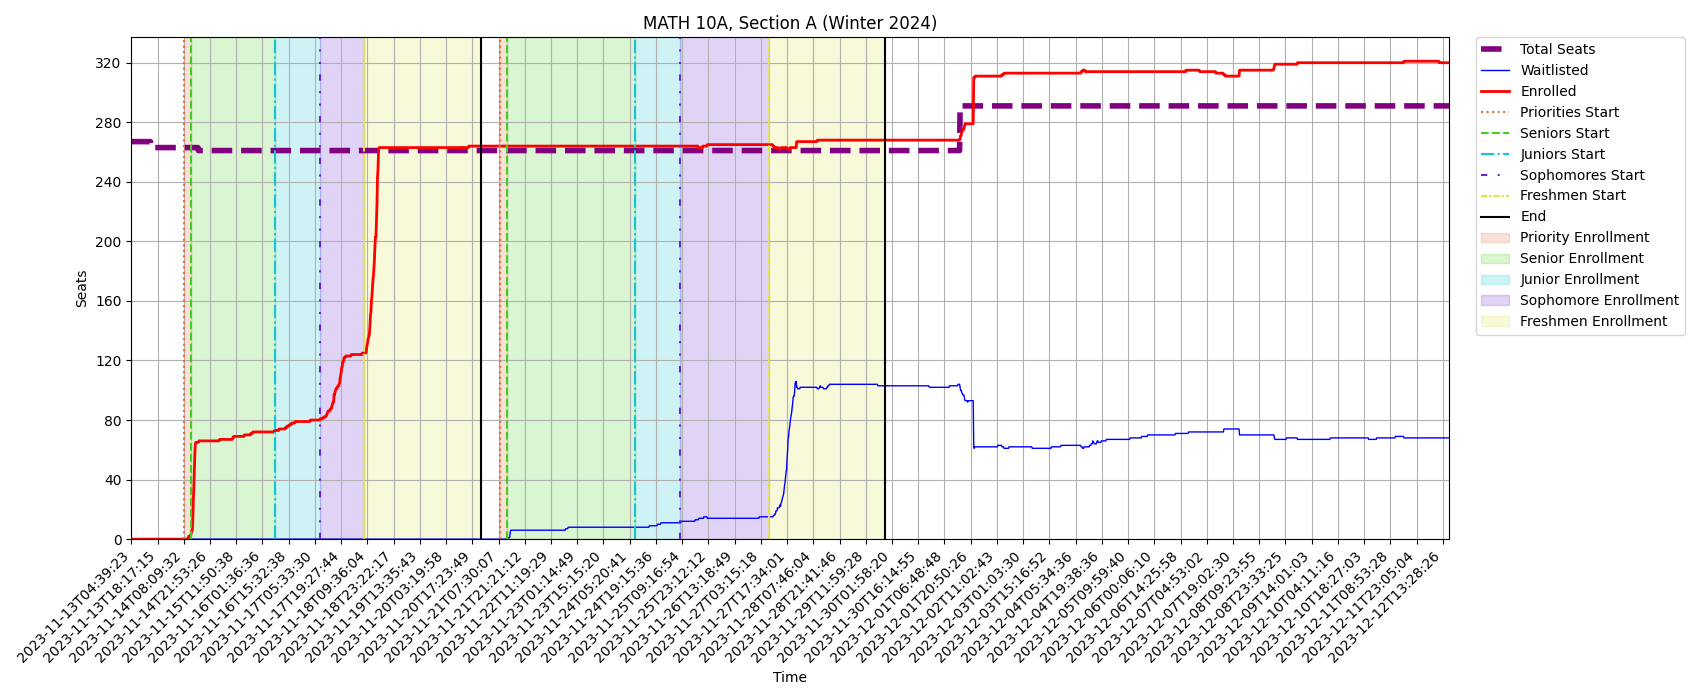 MATH 10A, Section A (Winter 2024)
Seats
320
280
240
200
160
120
80
40
0
2023-11-13T04:39:23
2023-11-13T18:17:15
2023-11-14T08:09:32
2023-11-14T21:53:26
2023-11-15T11:50:38
2023-11-16T01:36:36
2023-11-16T15:32:38
2023-11-17T05:33:30
2023-11-17T19:27:44
2023-11-18T09:36:04
2023-11-18T23:22:17
2023-11-19T13:35:43
2023-11-20T03:19:58
2023-11-20T17:23:49
2023-11-21T07:30:07
2023-11-21T21:21:12
2023-11-22T11:19:29
2023-11-23T01:14:49
2023-11-23T15:15:20
2023-11-24T05:20:41
2023-11-24T19:15:36
2023-11-25T09:16:54
2023-11-25T23:12:12
2023-11-26T13:18:49
2023-11-27T03:15:18
2023-11-27T17:34:01
2023-11-28T07:46:04
2023-11-28T21:41:46
2023-11-29T11:59:28
2023-11-30T01:58:20
2023-11-30T16:14:55
2023-12-01T06:48:48
2023-12-01T20:50:26
2023-12-02T11:02:43
2023-12-03T01:03:30
2023-12-03T15:16:52
2023-12-04T05:34:36
2023-12-04T19:38:36
2023-12-05T09:59:40
2023-12-06T00:06:10
2023-12-06T14:25:58
2023-12-07T04:53:02
2023-12-07T19:02:30
2023-12-08T09:23:55
2023-12-08T23:33:25
2023-12-09T14:01:03
2023-12-10T04:11:16
2023-12-10T18:27:03
2023-12-11T08:53:28
2023-12-11T23:05:04
2023-12-12T13:28:26
Time
Total Seats
Waitlisted
Enrolled
Priorities Start
Seniors Start
Juniors Start
Sophomores Start
Freshmen Start
End
Priority Enrollment
Senior Enrollment
Junior Enrollment
Sophomore Enrollment
Freshmen Enrollment